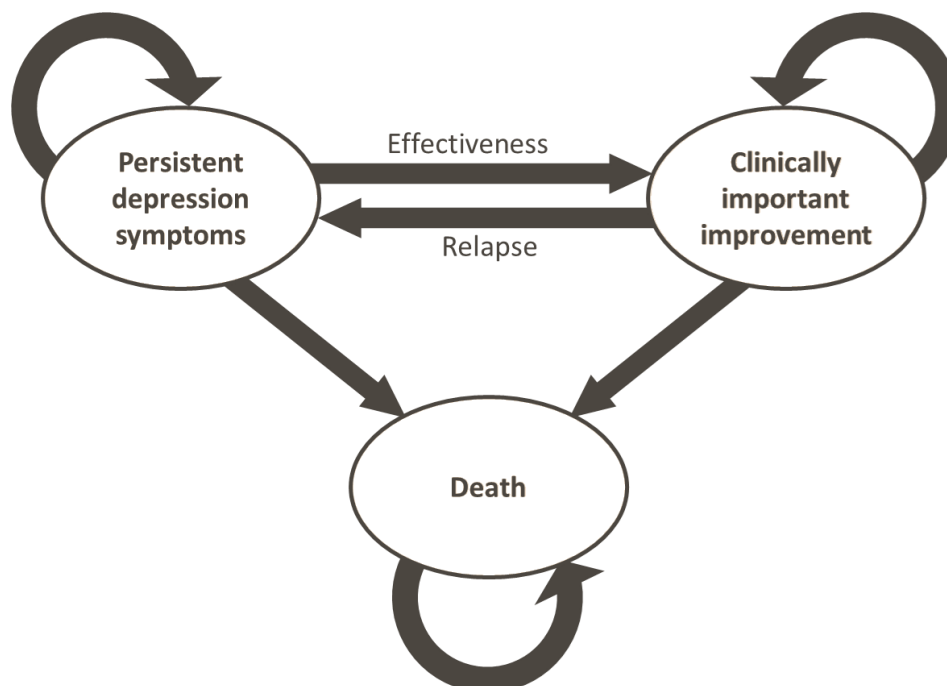 Persistent
depression
symptoms
Effectiveness
Relapse
Clinically
important
improvement
Death